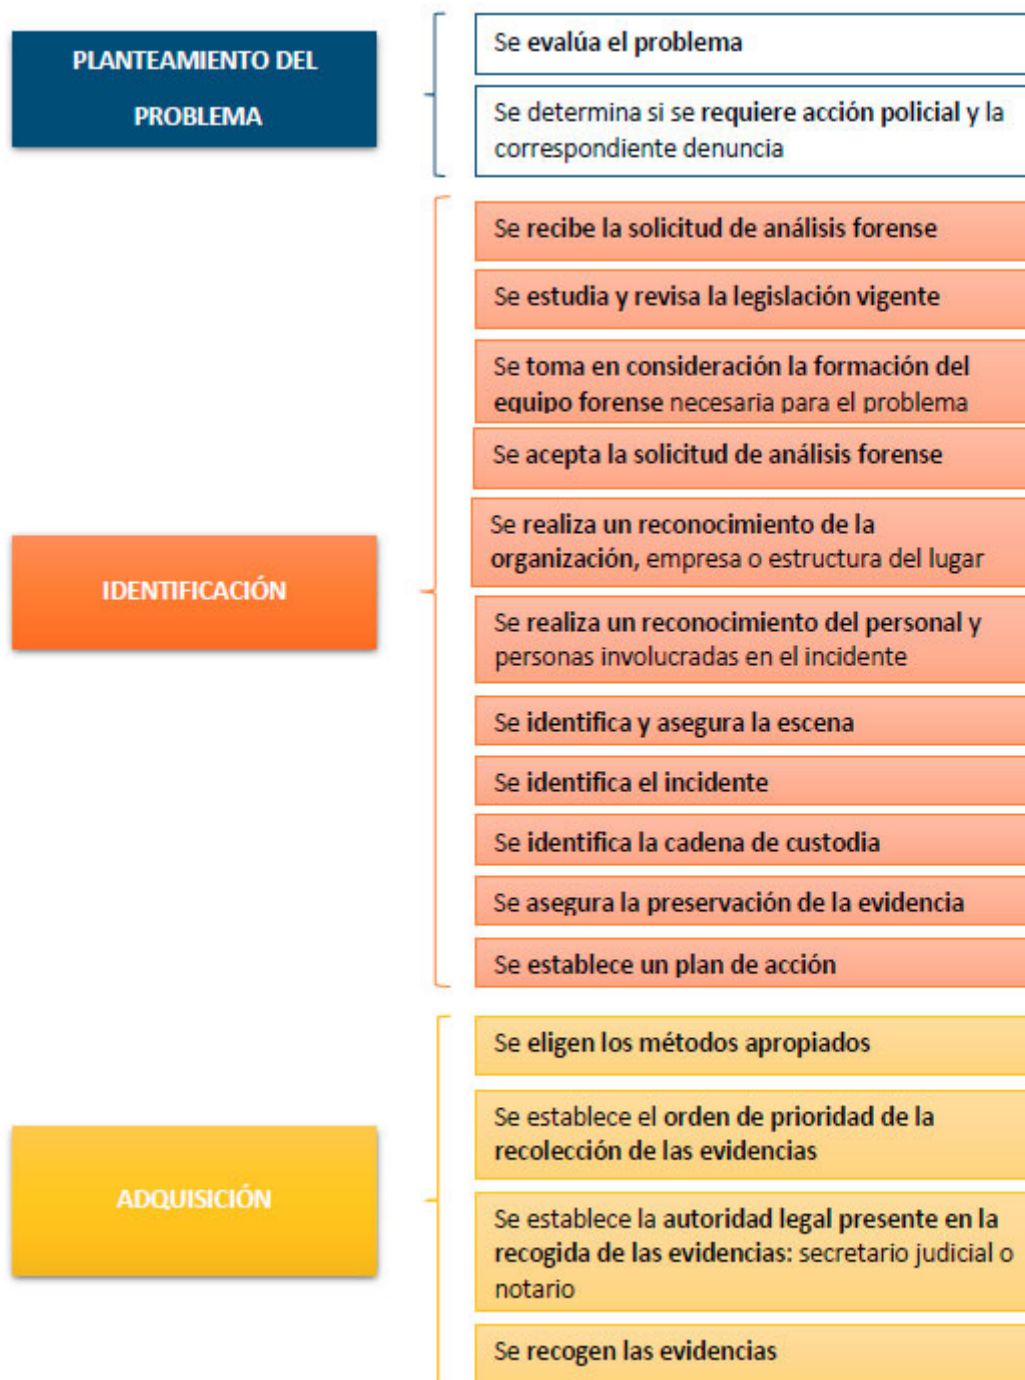 PLANTEAMIENTO DEL
PROBLEMA
Se evalúa el problema
Se determina si se requiere acción policial y la
correspondiente denuncia
IDENTIFICACIÓN
Se recibe la solicitud de análisis forense
Se estudia y revisa la legislación vigente
Se toma en consideración la formación del
equipo forense necesaria para el problema
Se acepta la solicitud de análisis forense
Se realiza un reconocimiento de la
organización, empresa o estructura del lugar
Se realiza un reconocimiento del personal y
personas involucradas en el incidente
Se identifica y asegura la escena
Se identifica el incidente
Se identifica la cadena de custodia
Se asegura la preservación de la evidencia
Se establece un plan de acción
ADQUISICIÓN
Se eligen los métodos apropiados
Se establece el orden de prioridad de la
recolección de las evidencias
Se establece la autoridad legal presente en la
recogida de las evidencias: secretario judicial o
notario
Se recogen las evidencias